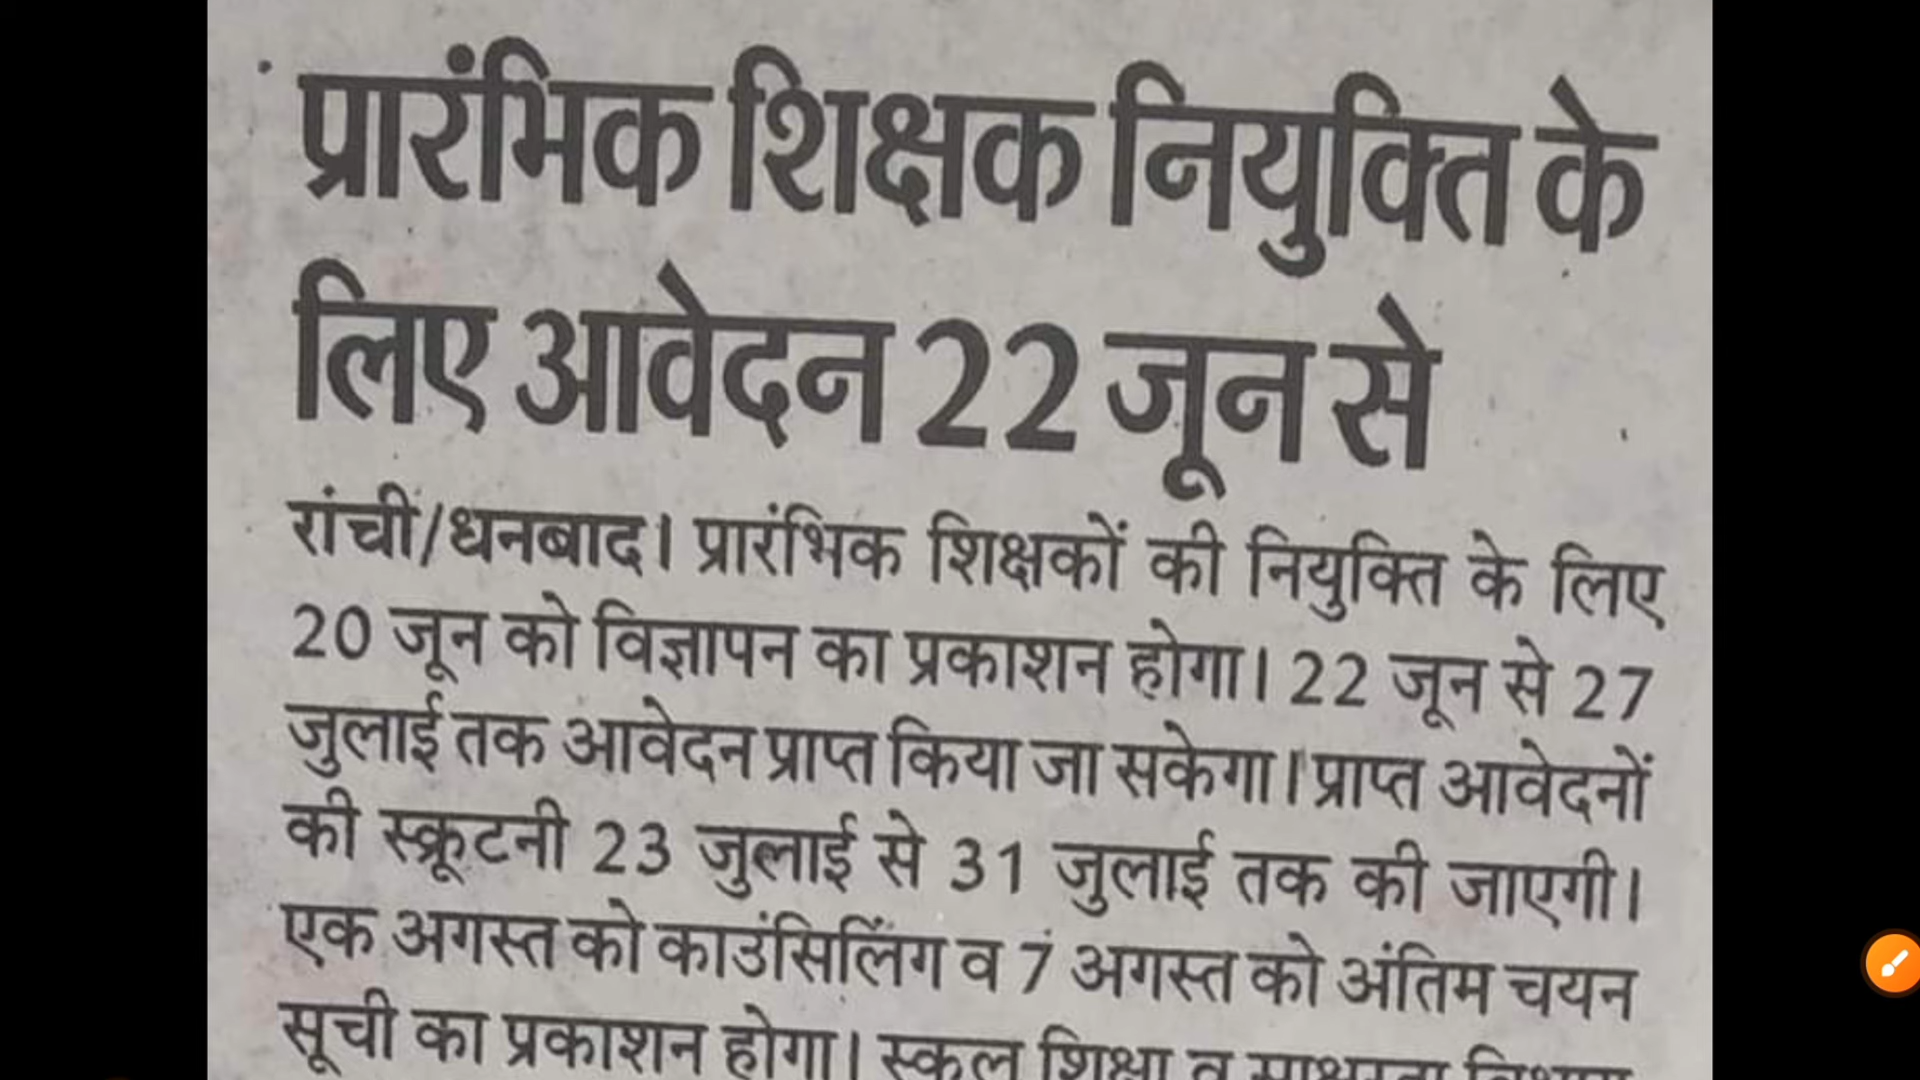 प्रारंभिक शिक्षक नियुक्ति के
लिए आवेदन 22 जून से
रांची/धनबाद। प्रारंभिक शिक्षकों की नियुक्ति के लिए
20 जून को विज्ञापन का प्रकाशन होगा। 22 जून से 27
जुलाई तक आवेदन प्राप्त किया जा सकेगा। प्राप्त आवेदनों
की स्क्रूटनी 23 जुलाई से 31 जुलाई तक की जाएगी।
एक अगस्त को काउंसिलिंग व 7 अगस्त को अंतिम चयन
सूची का प्रकाशन होगा। स्कूल शिक्षा व साक्षरता विभाग